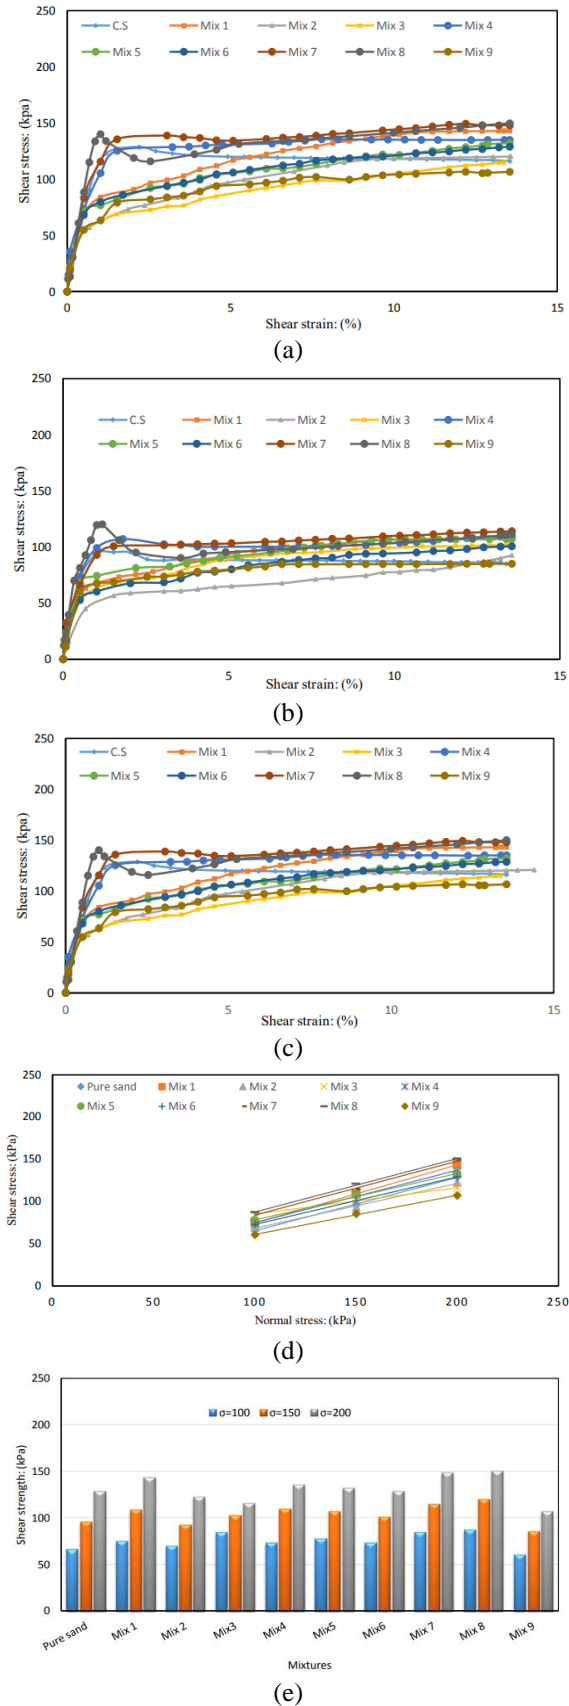 250
200
150
100
50
0
Shear stress: (kpa)
C.S Mix 1 Mix 2 Mix 3 Mix 4
Mix 5 Mix 6 Mix 7 Mix 8 Mix 9
0 5 10 15
Shear strain: (%)
(a)
250
200
150
100
50
0
Shear stress: (kpa)
C.S Mix 1 Mix 2 Mix 3 Mix 4
Mix 5 Mix 6 Mix 7 Mix 8 Mix 9
0 5 10 15
Shear strain: (%)
(b)
250
200
150
100
50
0
Shear stress: (kpa)
C.S Mix 1 Mix 2 Mix 3 Mix 4
Mix 5 Mix 6 Mix 7 Mix 8 Mix 9
0 5 10 15
Shear strain: (%)
(c)
250
200
150
100
50
0
Shear stress: (kPa)
Pure sand Mix 1 Mix 2 Mix 3 Mix 4
Mix 5 Mix 6 Mix 7 Mix 8 Mix 9
0 50 100 150 200 250
Normal stress: (kPa)
(d)
250
200
150
100
50
0
Shear strength: (kPa)
σ=100 σ=150 σ=200
Pure sand Mix 1 Mix 2 Mix3 Mix4 Mix5 Mix6 Mix 7 Mix 8 Mix 9
Mixtures
(e)